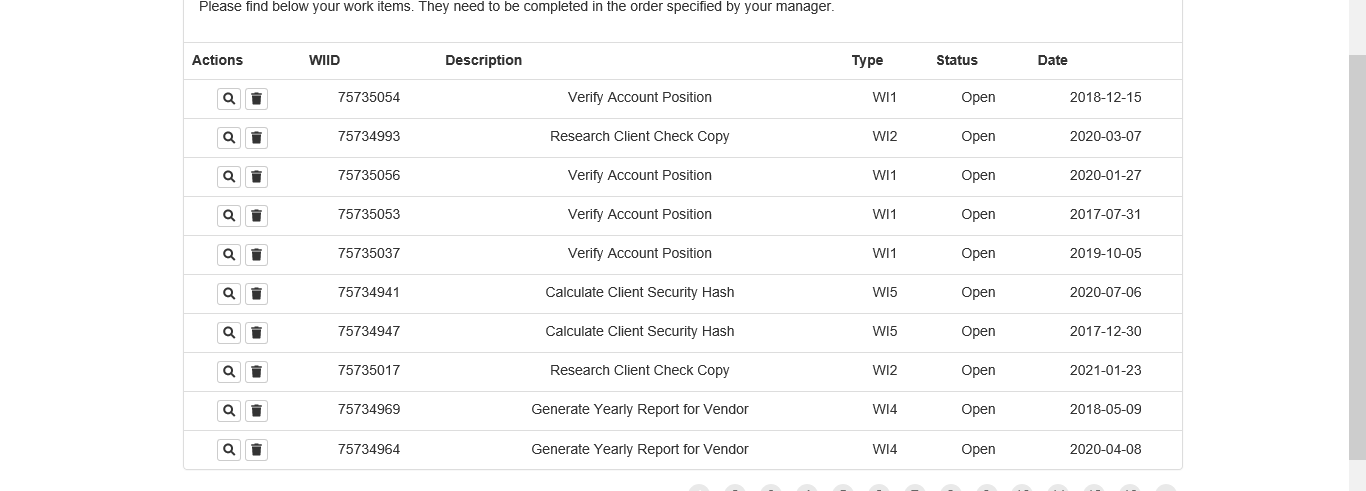 Please find below your work items. They need to be completed in the order specified by your manager.
Actions WIID Description Type Status Date
75735054 Verify Account Position WI1 Open 2018-12-15
75734993 Research Client Check Copy WI2 Open 2020-03-07
75735056 Verify Account Position WI1 Open 2020-01-27
75735053 Verify Account Position WI1 Open 2017-07-31
75735037 Verify Account Position WI1 Open 2019-10-05
75734941 Calculate Client Security Hash WI5 Open 2020-07-06
75734947 Calculate Client Security Hash WI5 Open 2017-12-30
75735017 Research Client Check Copy WI2 Open 2021-01-23
75734969 Generate Yearly Report for Vendor WI4 Open 2018-05-09
75734964 Generate Yearly Report for Vendor WI4 Open 2020-04-08